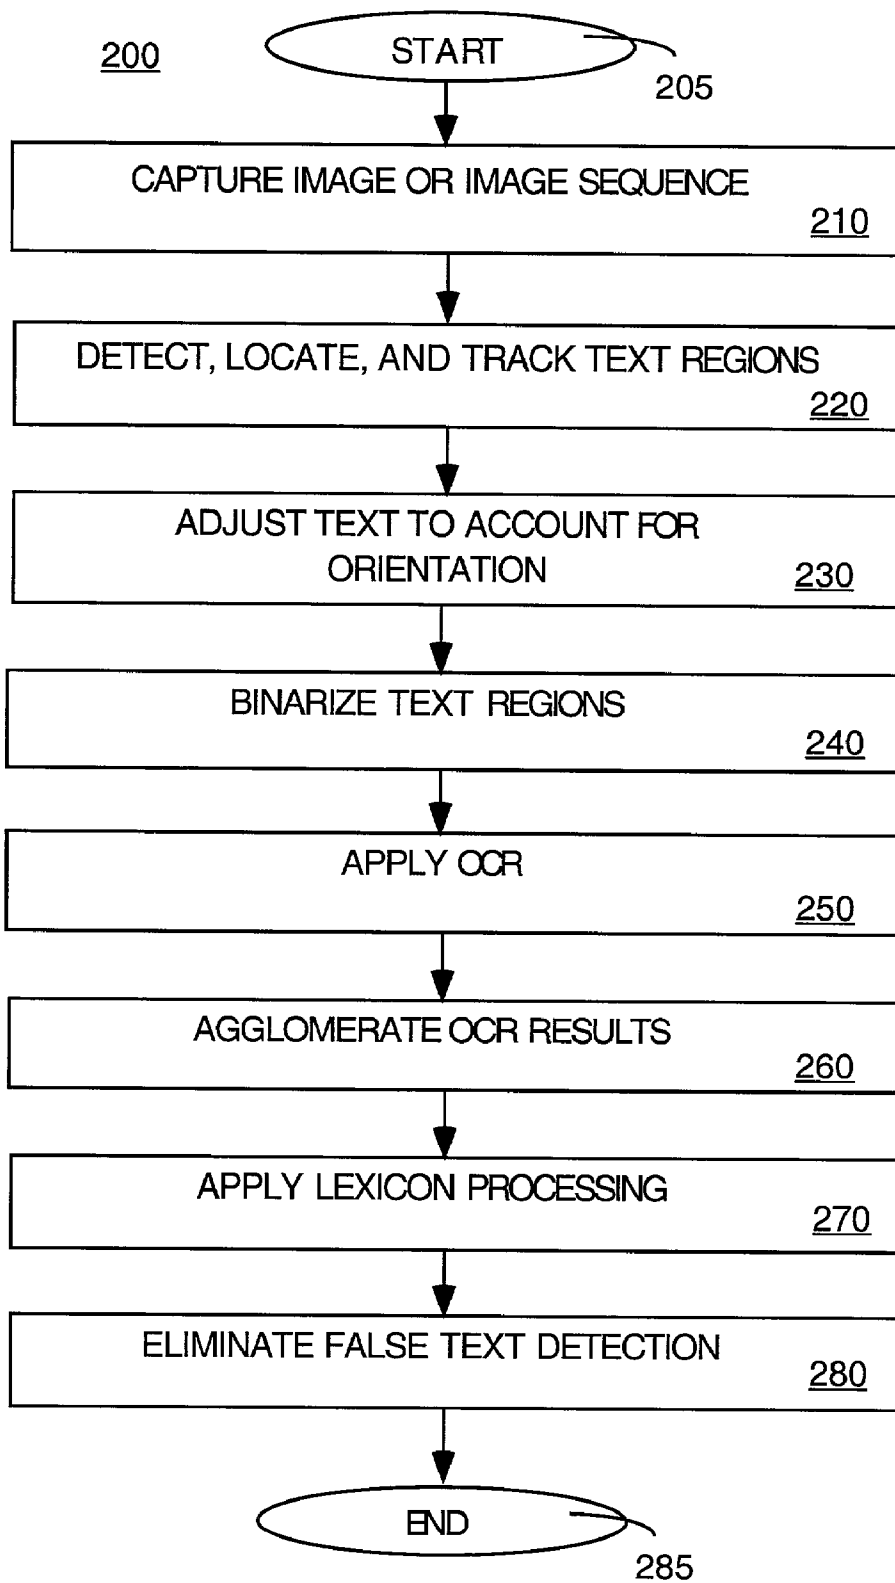 200
START
205
CAPTURE IMAGE OR IMAGE SEQUENCE
210
DETECT, LOCATE, AND TRACK TEXT REGIONS
220
ADJUST TEXT TO ACCOUNT FOR
ORIENTATION
230
BINARIZE TEXT REGIONS
240
APPLY OCR
250
AGGLOMERATE OCR RESULTS
260
APPLY LEXICON PROCESSING
270
ELIMINATE FALSE TEXT DETECTION
280
END
285